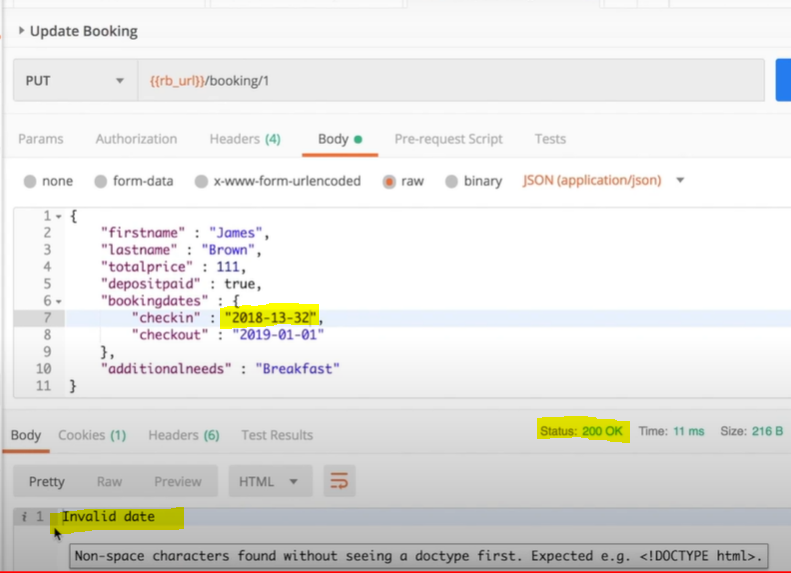 Update Booking
PUT {{rb_url}}/booking/1
Params Authorization Headers (4) Body Pre-request Script Tests
none form-data x-www-form-urlencoded raw binary JSON (application/json)
1 {
2 "firstname" : "James",
3 "lastname" : "Brown",
4 "totalprice" : 111,
5 "depositpaid" : true,
6 "bookingdates" : {
7 "checkin" : "2018-13-32",
8 "checkout" : "2019-01-01"
9 },
10 "additionalneeds" : "Breakfast"
11 }
Body Cookies (1) Headers (6) Test Results Status: 200 OK Time: 11 ms Size: 216 B
Pretty Raw Preview HTML
i 1 Invalid date
Non-space characters found without seeing a doctype first. Expected e.g. <!DOCTYPE html>.